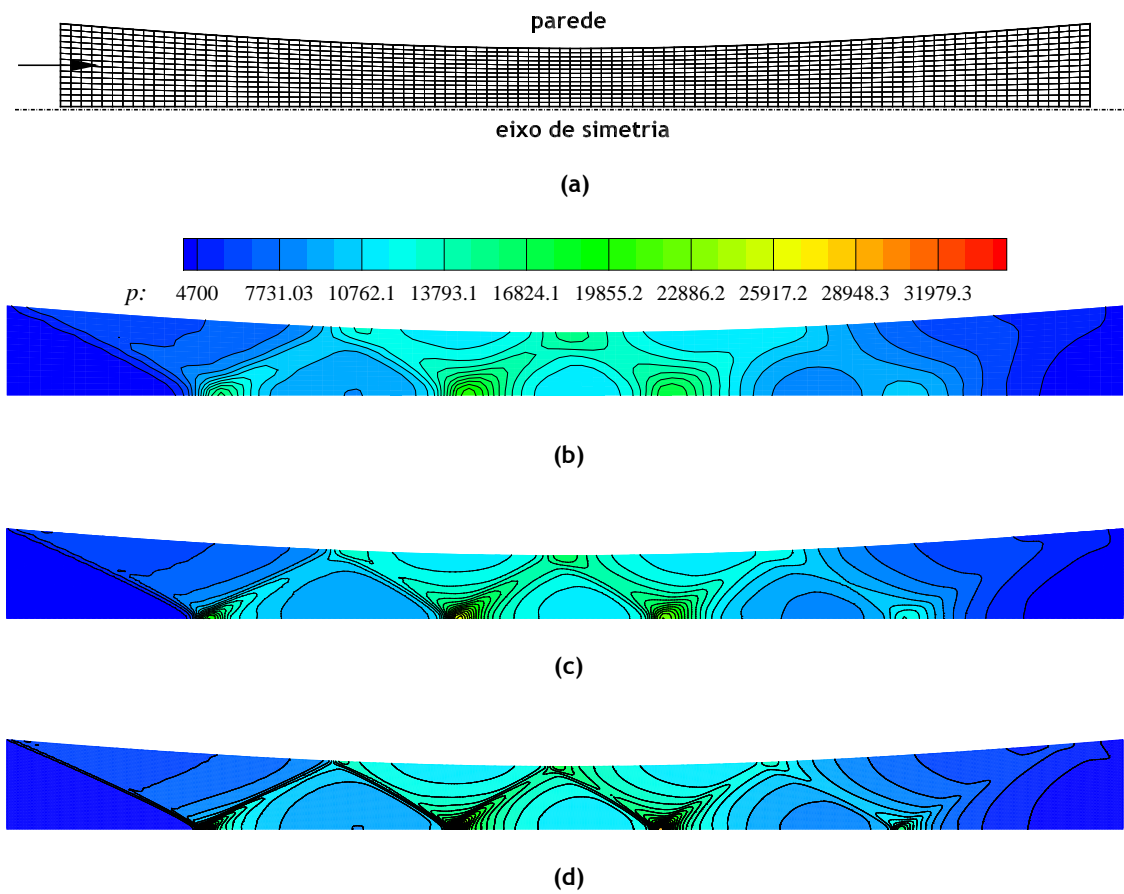 parede
eixo de simetria
(a)
p: 4700 7731.03 10762.1 13793.1 16824.1 19855.2 22886.2 25917.2 28948.3 31979.3
(b)
(c)
(d)